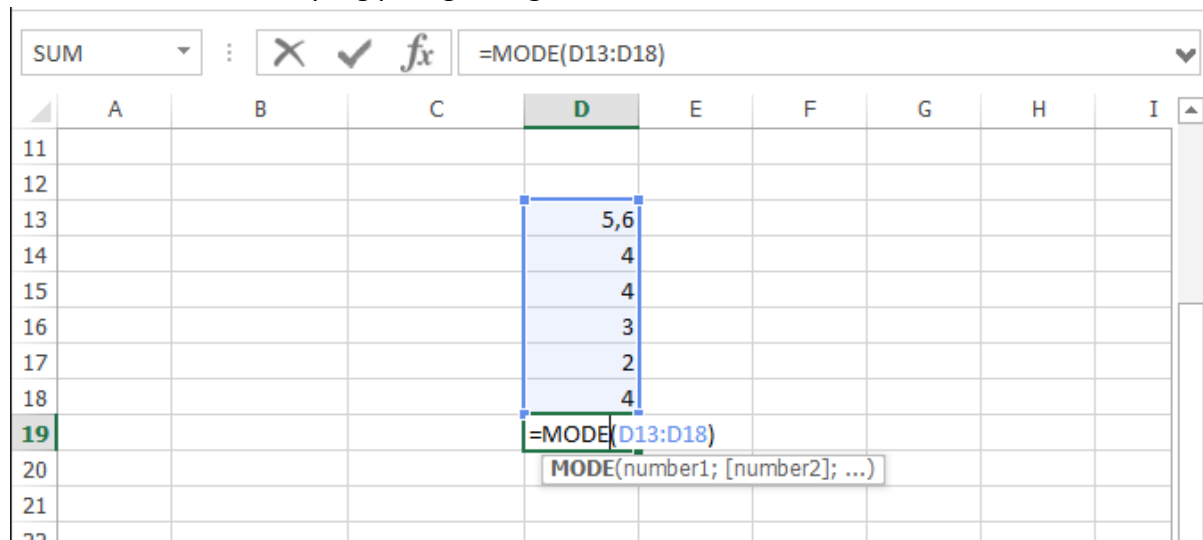 SUM =MODE(D13:D18)
A B C D E F G H I
11
12
13 5,6
14 4
15 4
16 3
17 2
18 4
19 =MODE(D13:D18)
20 MODE(number1; [number2]; ...)
21